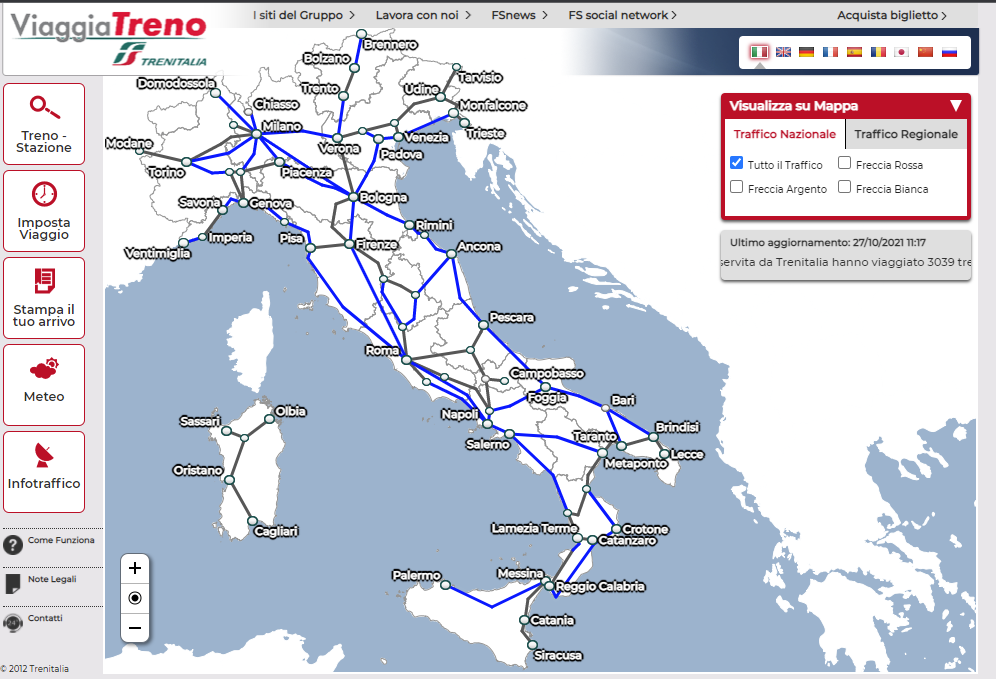 ViaggiaTreno
TRENITALIA
I siti del Gruppo
Lavora con noi
FSnews
FS social network
Acquista biglietto
Treno -
Stazione
Imposta
Viaggio
Stampa il
tuo arrivo
Meteo
Infotraffico
Come Funziona
Note Legali
Contatti
© 2012 Trenitalia
Visualizza su Mappa
Traffico Nazionale
Traffico Regionale
Tutto il Traffico
Freccia Rossa
Freccia Argento
Freccia Bianca
Ultimo aggiornamento: 27/10/2021 11:17
servita da Trenitalia hanno viaggiato 3039 tre
Brennero
Bolzano
Tarvisio
Domodossola
Trento
Udine
Chiasso
Monfalcone
Milano
Trieste
Modane
Verona
Venezia
Padova
Torino
Piacenza
Savona
Genova
Bologna
Imperia
Pisa
Firenze
Rimini
Ventimiglia
Ancona
Pescara
Roma
Campobasso
Foggia
Bari
Olbia
Sassari
Napoli
Salerno
Taranto
Brindisi
Lecce
Metaponto
Oristano
Cagliari
Lamezia Terme
Crotone
Catanzaro
Palermo
Messina
Reggio Calabria
Catania
Siracusa
+
−